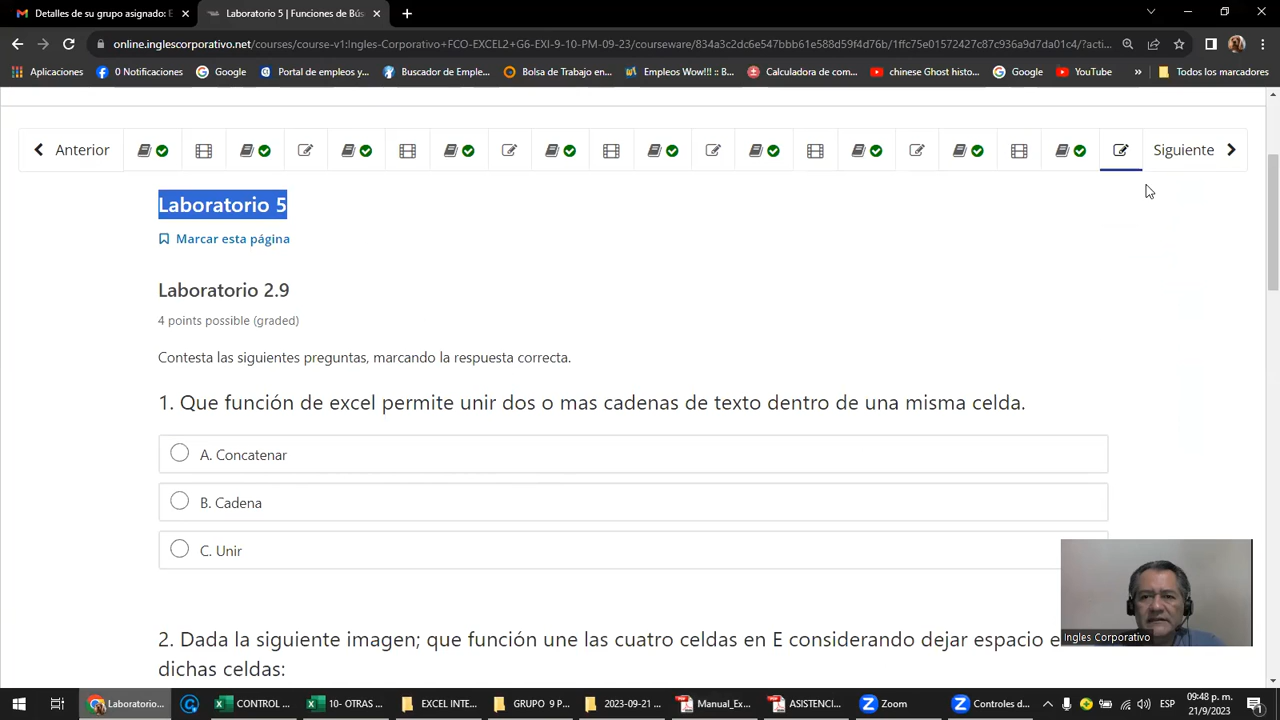 Detalles de su grupo asignado: E
Laboratorio 5 | Funciones de Bús
online.inglescorporativo.net/courses/course-v1:Ingles-Corporativo+FCO-EXCEL2+G6-EXI-9-10-PM-09-23/courseware/834a3c2dc6e547bbb61e588d59f4d76b/1ffc75e01572427c87c936a9d7da01c4/?acti...
Aplicaciones
0 Notificaciones
Google
Portal de empleos y...
Buscador de Emple...
Bolsa de Trabajo en...
Empleos Wow!!! :: B...
Calculadora de com...
chinese Ghost histo...
Google
YouTube
»
Todos los marcadores
Anterior
Siguiente
Laboratorio 5
Marcar esta página
Laboratorio 2.9
4 points possible (graded)
Contesta las siguientes preguntas, marcando la respuesta correcta.
1. Que función de excel permite unir dos o mas cadenas de texto dentro de una misma celda.
A. Concatenar
B. Cadena
C. Unir
2. Dada la siguiente imagen; que función une las cuatro celdas en E considerando dejar espacio e
dichas celdas:
Ingles Corporativo
Laboratorio...
CONTROL ...
10- OTRAS ...
EXCEL INTE...
GRUPO 9 P...
2023-09-21 ...
Manual_Ex...
ASISTENCI...
Zoom
Controles d...
ESP
09:48 p. m.
21/9/2023